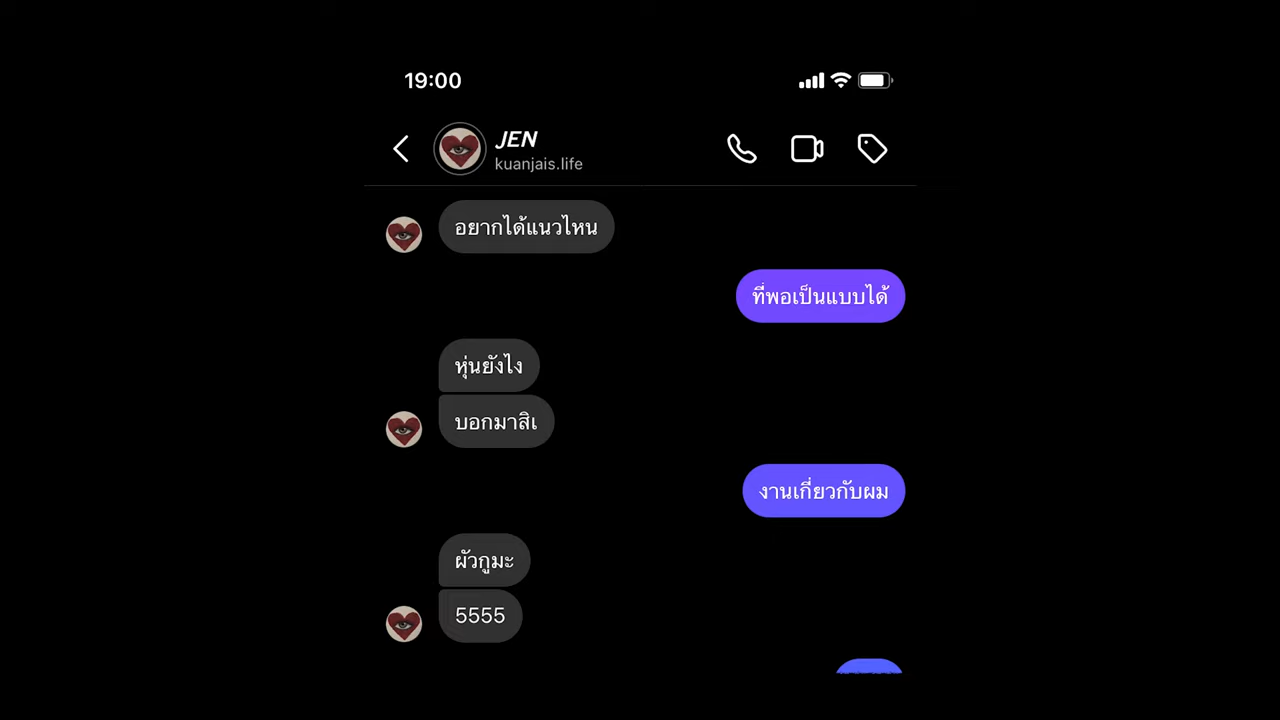 19:00
JEN
kuanjais.life
อยากได้แนวไหน
ที่พอเป็นแบบได้
หุ่นยังไง
บอกมาสิเ
งานเกี่ยวกับผม
ผัวกูมะ
5555